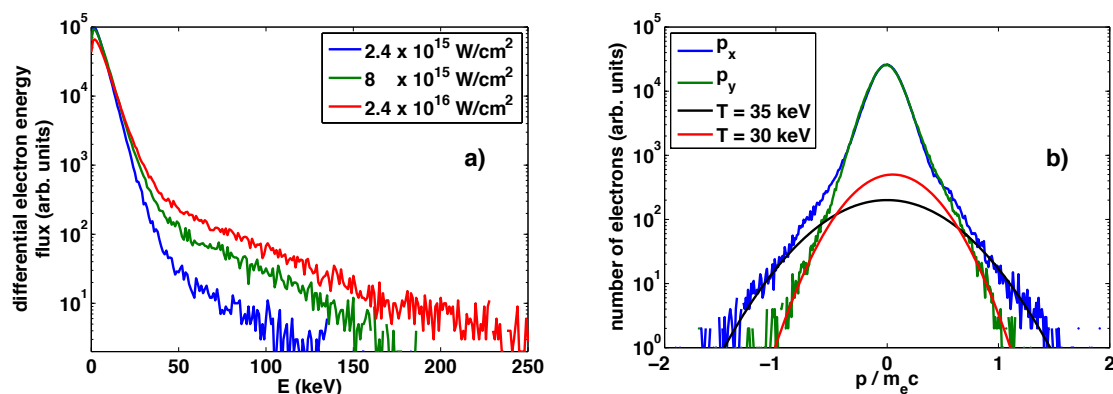 differential electron energy
flux (arb. units)
10^5
10^4
10^3
10^2
10^1
0
50
100
150
200
250
E (keV)
2.4 x 10^15 W/cm^2
8 x 10^15 W/cm^2
2.4 x 10^16 W/cm^2
a)
number of electrons (arb. units)
10^5
10^4
10^3
10^2
10^1
10^0
−2
−1
0
1
2
p / m_e c
p_x
p_y
T = 35 keV
T = 30 keV
b)